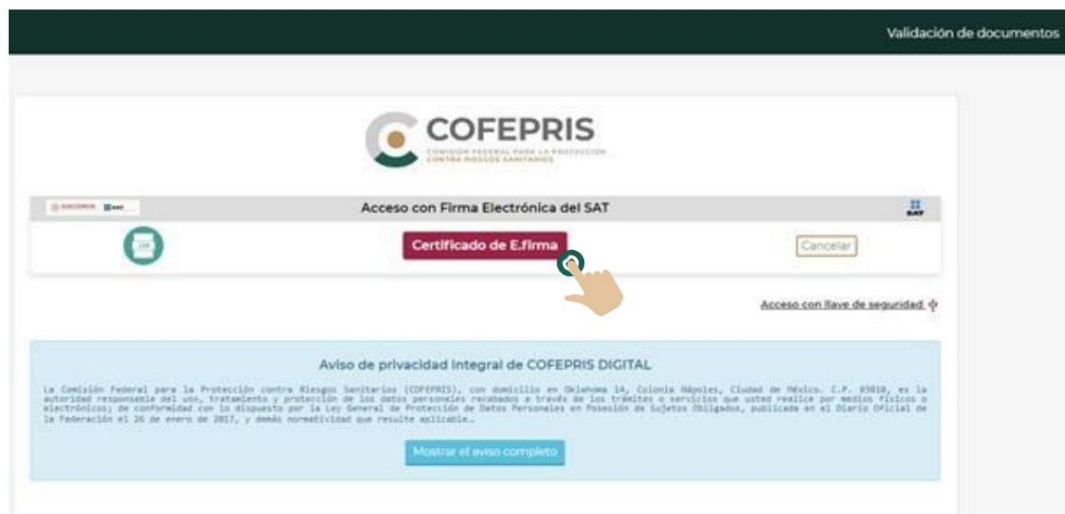 Validación de documentos
COFEPRIS
COMISIÓN FEDERAL PARA LA PROTECCIÓN
CONTRA RIESGOS SANITARIOS
Acceso con Firma Electrónica del SAT
SAT
Certificado de E.firma
Cancelar
Acceso con llave de seguridad
Aviso de privacidad Integral de COFEPRIS DIGITAL
La Comisión Federal para la Protección contra Riesgos Sanitarios (COFEPRIS), con domicilio en Oklahoma 14, Colonia Nápoles, Ciudad de México. C.P. 03810, es la
autoridad responsable del uso, tratamiento y protección de los datos personales recabados a través de los trámites o servicios que usted realice por medios físicos o
electrónicos; de conformidad con lo dispuesto por la Ley General de Protección de Datos Personales en Posesión de Sujetos Obligados, publicada en el Diario Oficial de
la Federación el 26 de enero de 2017, y demás normatividad que resulte aplicable…
Mostrar el aviso completo